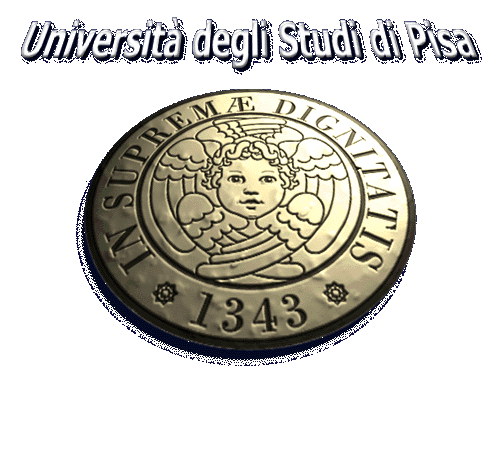 Università degli Studi di Pisa
IN SUPREMÆ DIGNITATIS
1343